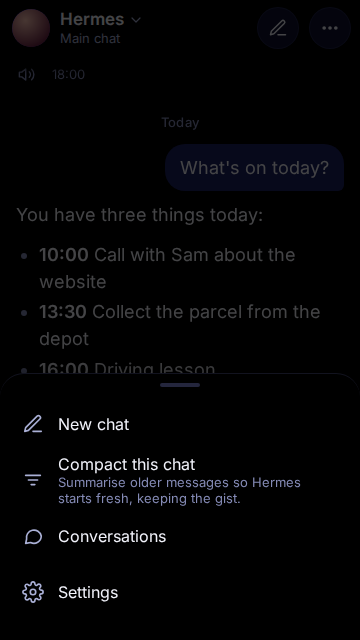 Hermes
Main chat
18:00
Today
What's on today?
You have three things today:
10:00 Call with Sam about the
website
13:30 Collect the parcel from the
depot
16:00 Driving lesson
New chat
Compact this chat
Summarise older messages so Hermes
starts fresh, keeping the gist.
Conversations
Settings